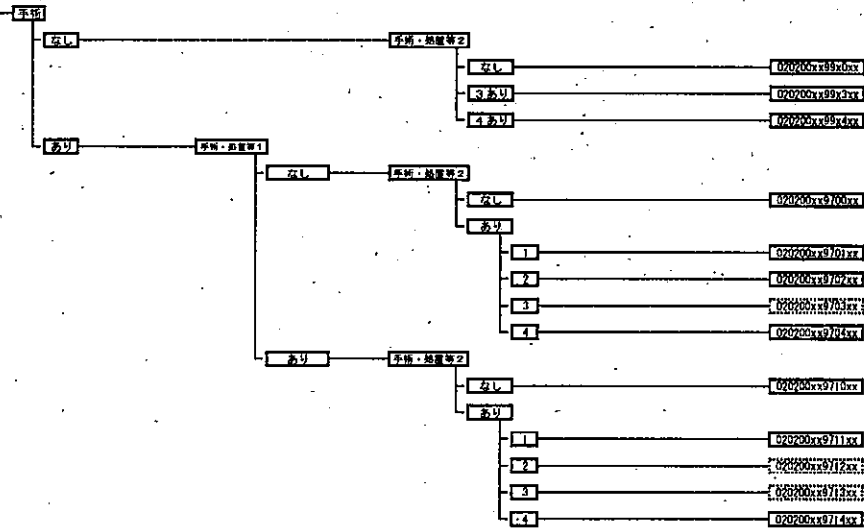 手術
なし 手術・処置等2
なし 020200xx99x0xx
3あり 020200xx99x3xx
4あり 020200xx99x4xx
あり 手術・処置等1
なし 手術・処置等2
なし 020200xx9700xx
あり
1 020200xx9701xx
2 020200xx9702xx
3 020200xx9703xx
4 020200xx9704xx
あり 手術・処置等2
なし 020200xx9710xx
あり
1 020200xx9711xx
2 020200xx9712xx
3 020200xx9713xx
4 020200xx9714xx